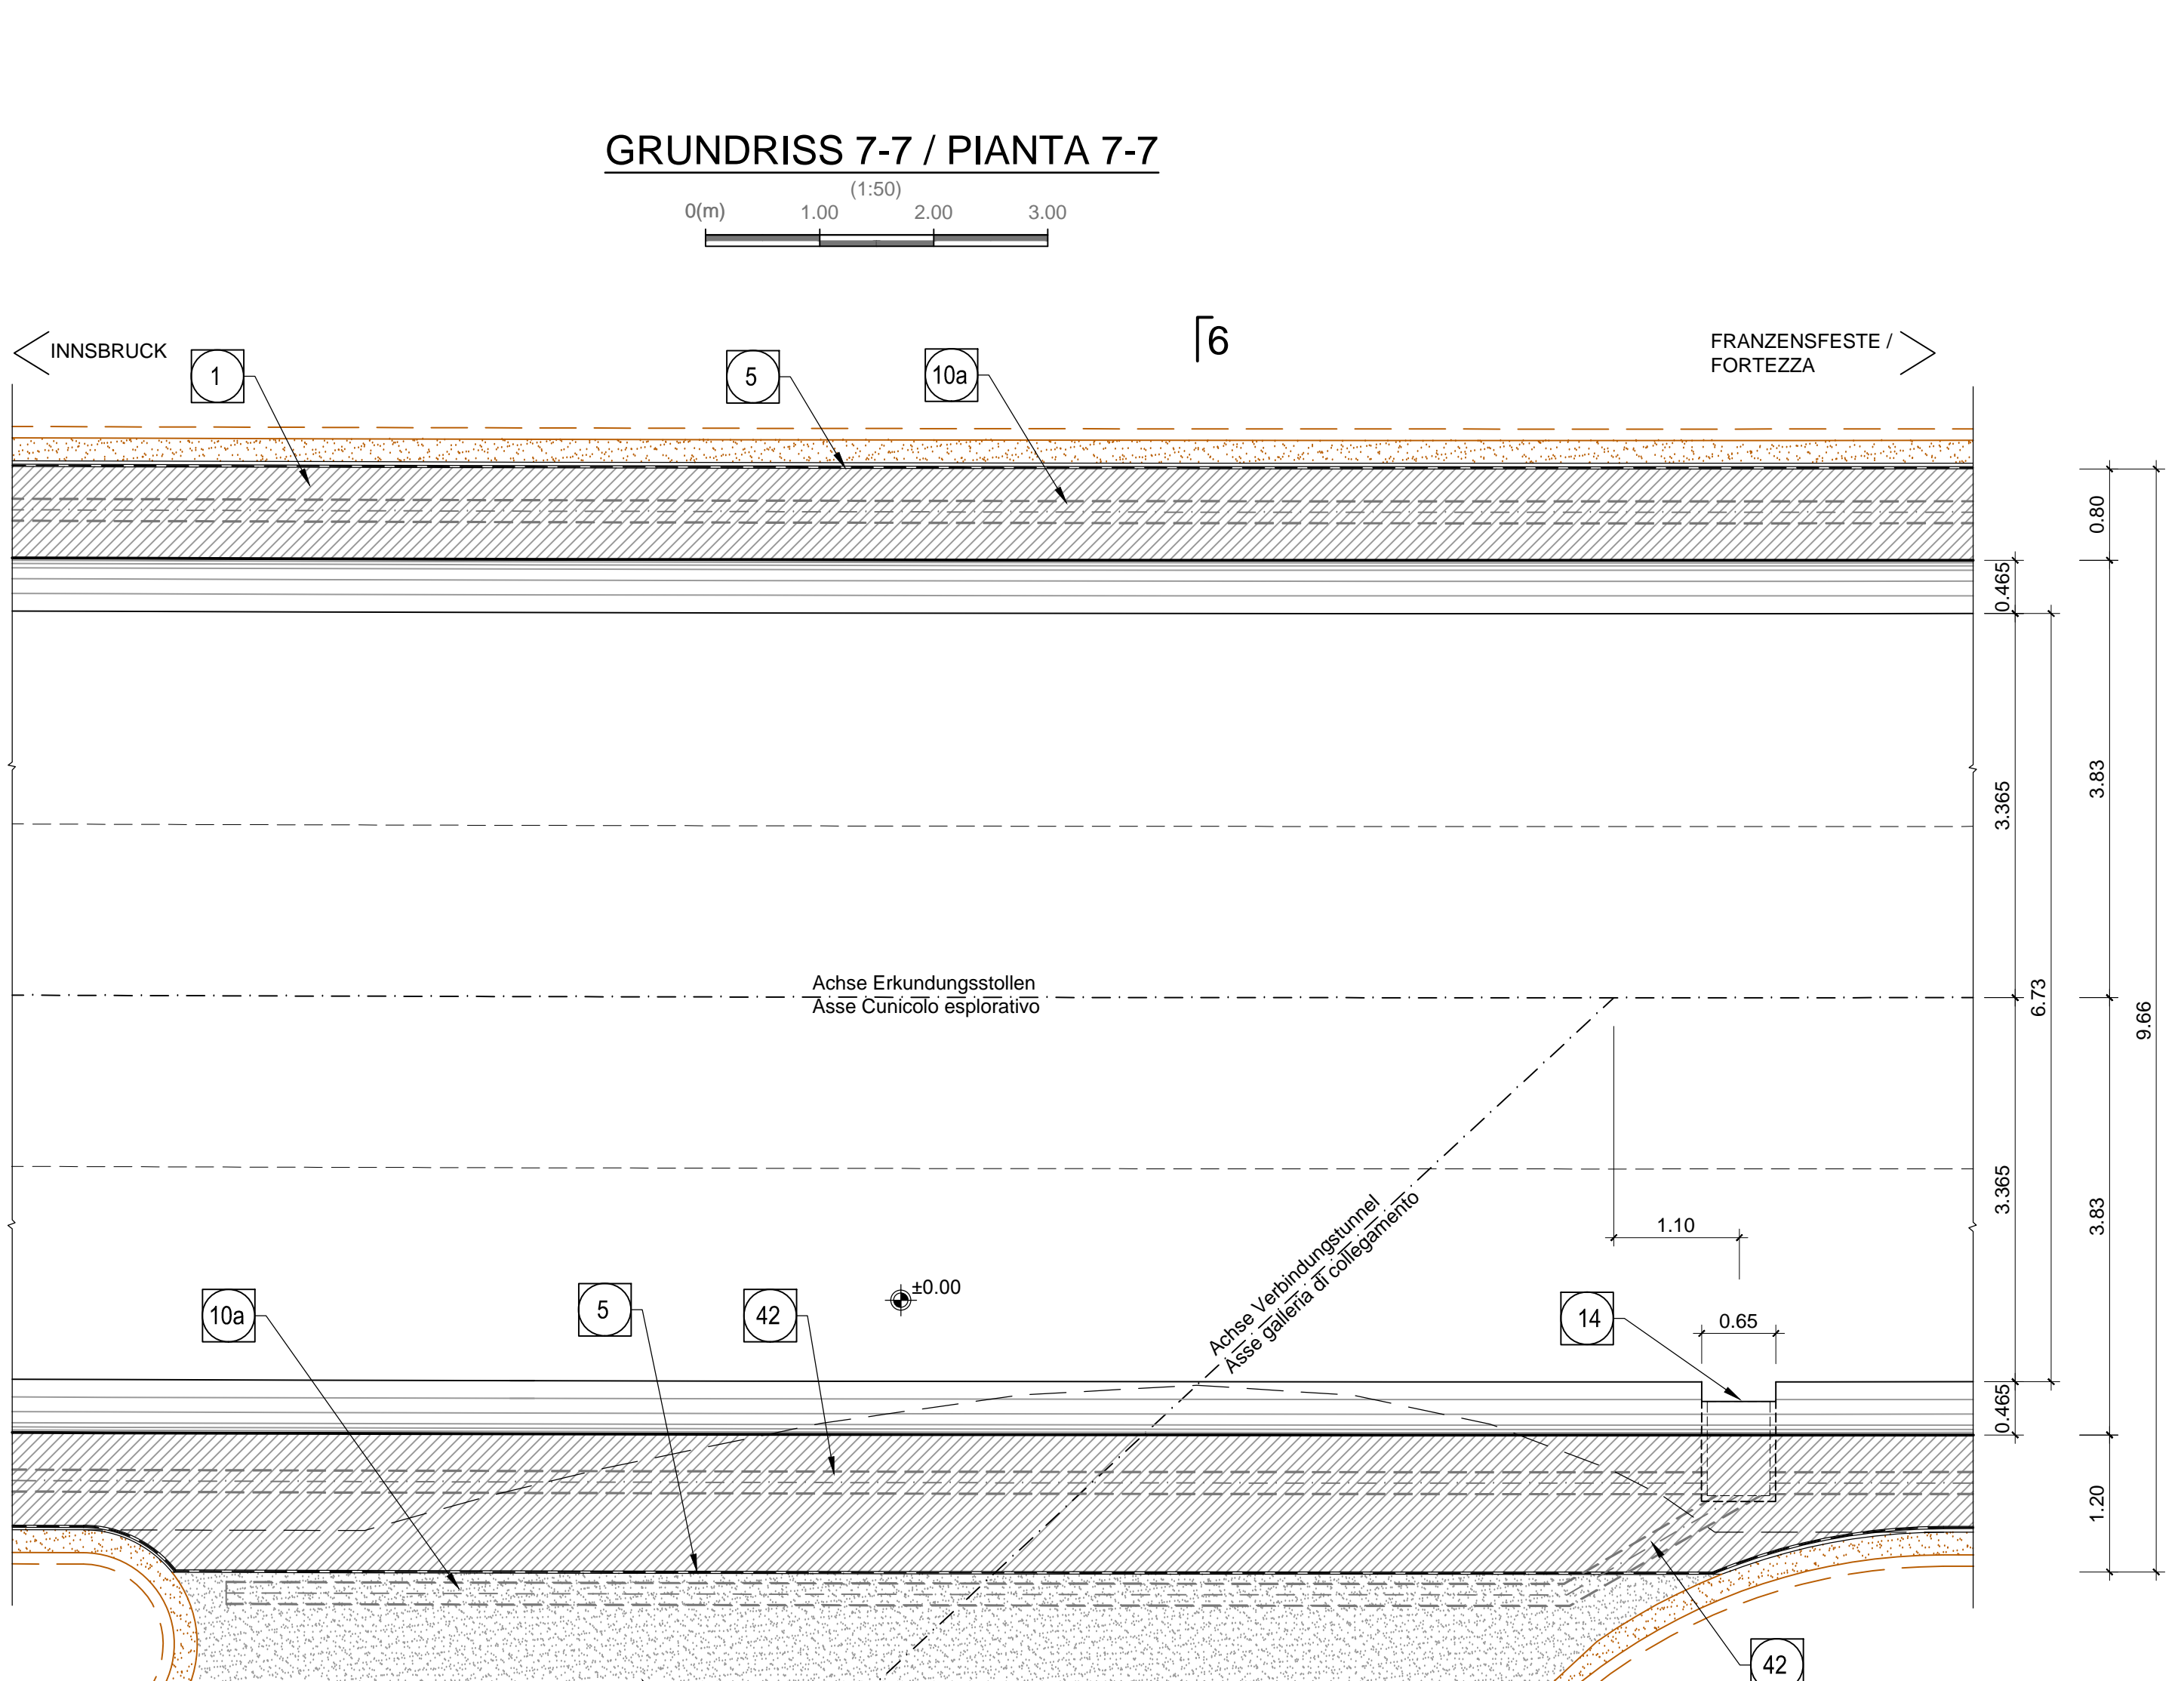 GRUNDRISS 7-7 / PIANTA 7-7
(1:50)
0(m) 1.00 2.00 3.00
6
INNSBRUCK
FRANZENSFESTE /
FORTEZZA
1
5
10a
0.80
0.465
3.365
3.83
Achse Erkundungsstollen
Asse Cunicolo esplorativo
6.73
9.66
3.365
3.83
Achse Verbindungstunnel
Asse galleria di collegamento
1.10
±0.00
10a
5
42
14
0.65
0.465
1.20
42